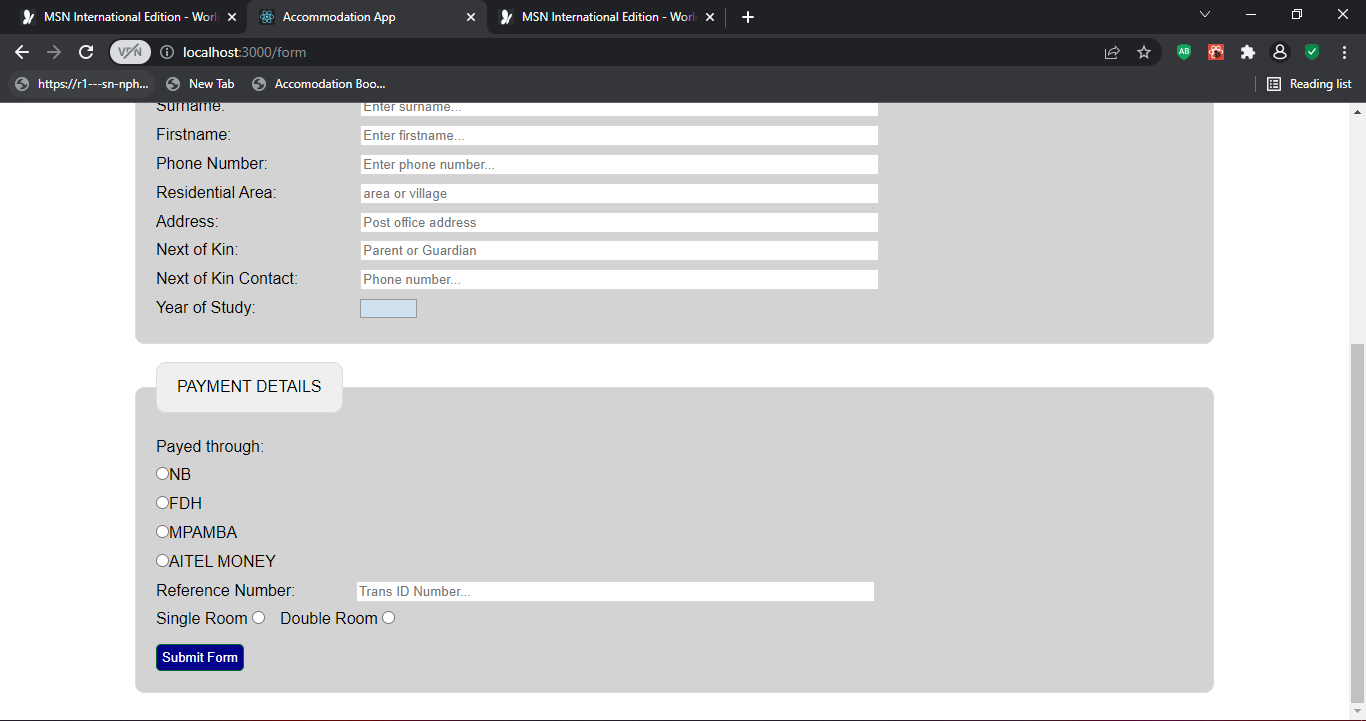 MSN International Edition - Worl
Accommodation App
MSN International Edition - Worl
VPN
localhost:3000/form
AB
https://r1---sn-nph...
New Tab
Accomodation Boo...
Reading list
Surname: Enter surname...
Firstname: Enter firstname...
Phone Number: Enter phone number...
Residential Area: area or village
Address: Post office address
Next of Kin: Parent or Guardian
Next of Kin Contact: Phone number...
Year of Study:
PAYMENT DETAILS
Payed through:
NB
FDH
MPAMBA
AITEL MONEY
Reference Number: Trans ID Number...
Single Room Double Room
Submit Form